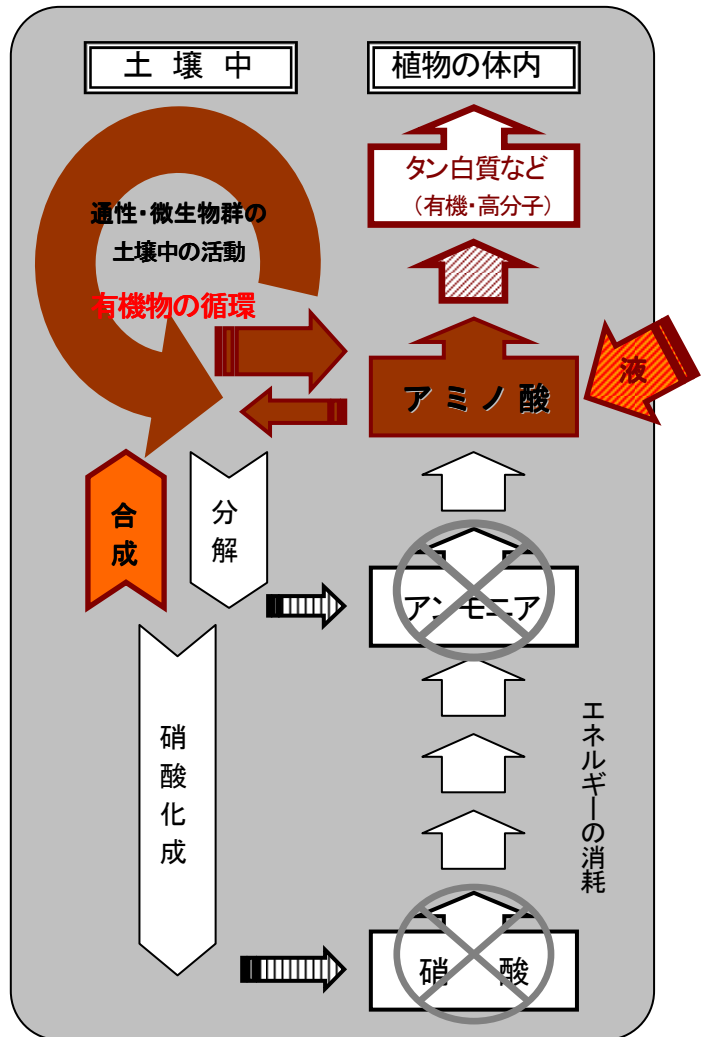 土壌中
植物の体内
タン白質など
（有機・高分子）
通性・微生物群の
土壌中の活動
有機物の循環
アミノ酸
液
合成
分解
アンモニア
硝酸化成
エネルギーの消耗
硝酸